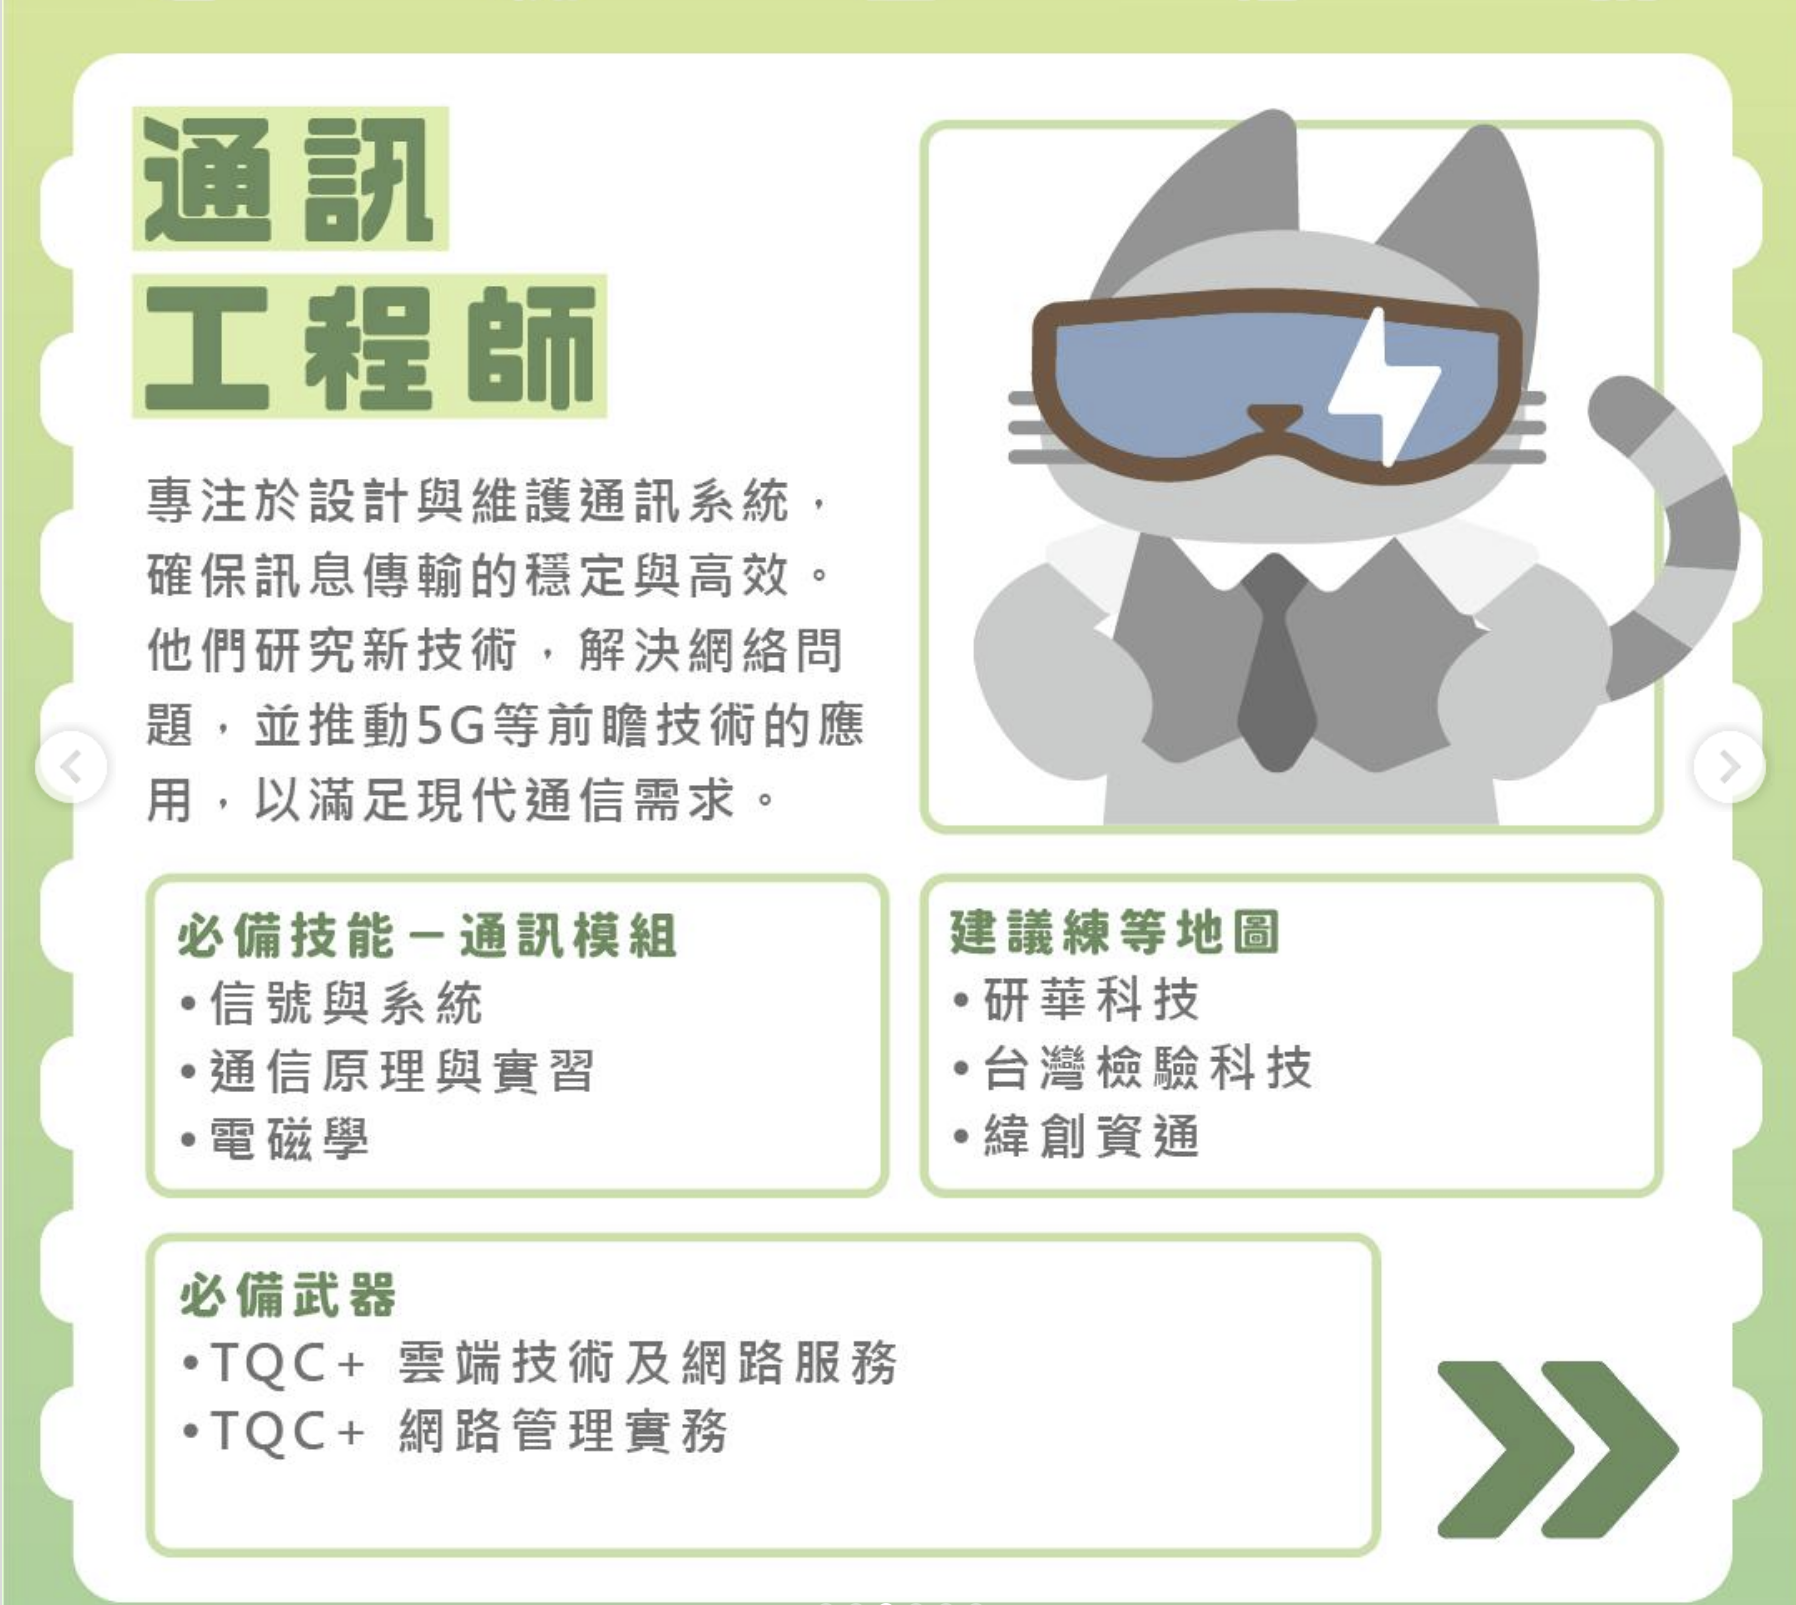 通訊
工程師
專注於設計與維護通訊系統，
確保訊息傳輸的穩定與高效。
他們研究新技術，解決網絡問
題，並推動5G等前瞻技術的應
用，以滿足現代通信需求。
必備技能－通訊模組
•信號與系統
•通信原理與實習
•電磁學
建議練等地圖
•研華科技
•台灣檢驗科技
•緯創資通
必備武器
•TQC+ 雲端技術及網路服務
•TQC+ 網路管理實務